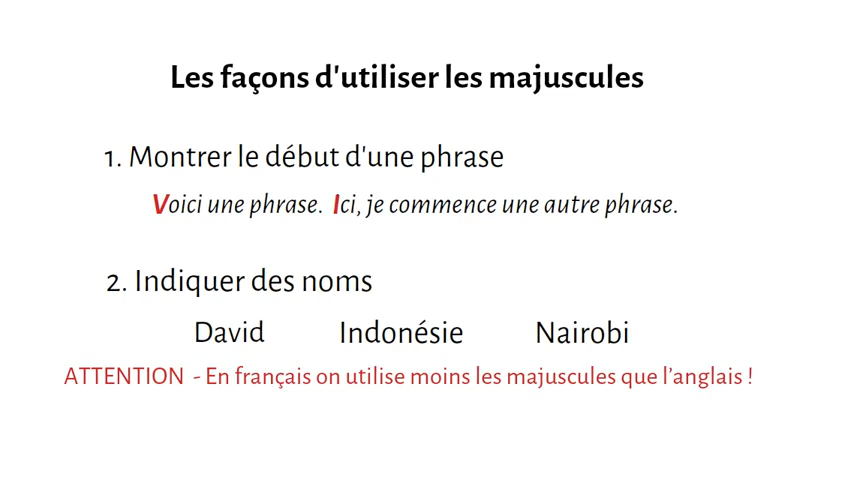 Les façons d'utiliser les majuscules
1. Montrer le début d'une phrase
Voici une phrase. Ici, je commence une autre phrase.
2. Indiquer des noms
David Indonésie Nairobi
ATTENTION - En français on utilise moins les majuscules que l’anglais !